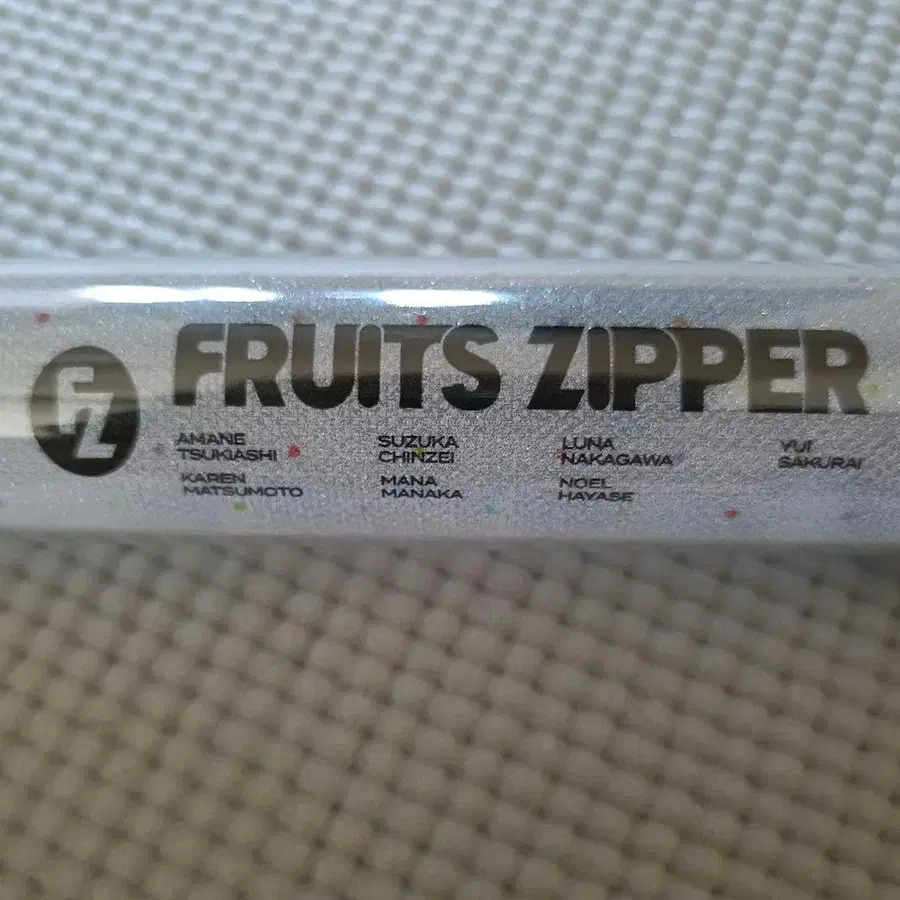 FZ
FRUITS ZIPPER
AMANE
TSUKIASHI
SUZUKA
CHINZEI
LUNA
NAKAGAWA
YUI
SAKURAI
KAREN
MATSUMOTO
MANA
MANAKA
NOEL
HAYASE